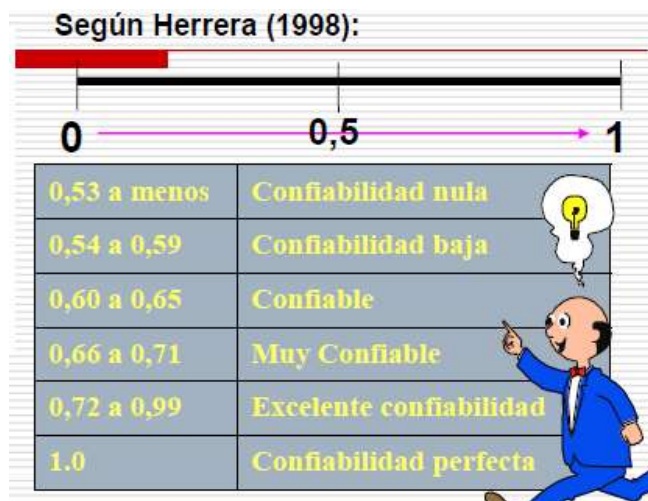 Según Herrera (1998):
0 0,5 1
0,53 a menos Confiabilidad nula
0,54 a 0,59 Confiabilidad baja
0,60 a 0,65 Confiable
0,66 a 0,71 Muy Confiable
0,72 a 0,99 Excelente confiabilidad
1.0 Confiabilidad perfecta